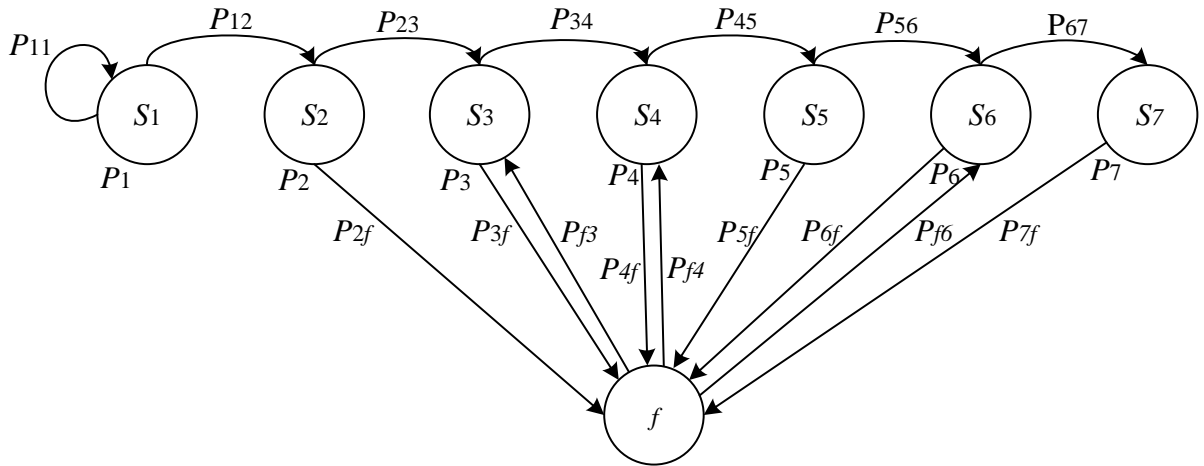 P12 P23 P34 P45 P56 P67
P11
S1 S2 S3 S4 S5 S6 S7
P1 P2 P3 P4 P5 P6 P7
P2f P3f Pf3 P5f P6f Pf6 P7f
P4f Pf4
f